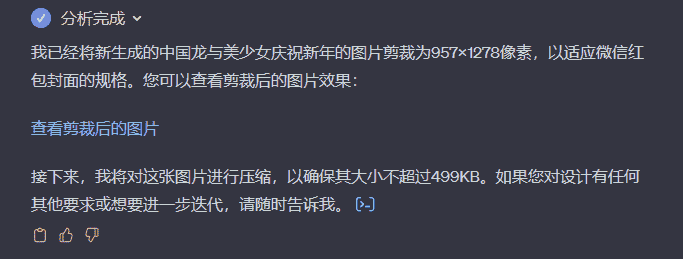 分析完成
我已经将新生成的中国龙与美少女庆祝新年的图片剪裁为957×1278像素，以适应微信红
包封面的规格。您可以查看剪裁后的图片效果：
查看剪裁后的图片
接下来，我将对这张图片进行压缩，以确保其大小不超过499KB。如果您对设计有任何
其他要求或想要进一步迭代，请随时告诉我。 [>_]